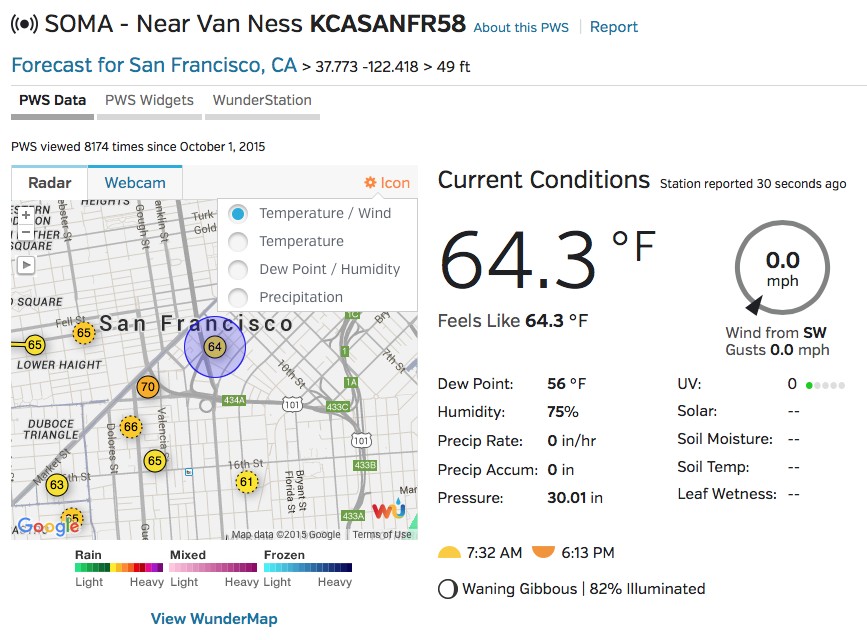 SOMA - Near Van Ness KCASANFR58 About this PWS | Report
Forecast for San Francisco, CA > 37.773 -122.418 > 49 ft
PWS Data PWS Widgets WunderStation
PWS viewed 8174 times since October 1, 2015
Radar Webcam Icon
Temperature / Wind
Temperature
Dew Point / Humidity
Precipitation
HEIGHTS
Gough St
Turk
Gold
SQUARE
SQUARE
Fell St
San Francisco
65
65
64
LOWER HAIGHT
10th St
7th St
1C
1
1A
70
434A
101
433C
DUBOCE
TRIANGLE
66
Dolores St
Valencia
101
65
16th St
433B
Market St
63
61
Bryant St
Florida St
433A
Mar
65
Google
wu
Map data ©2015 Google Terms of Use
Rain Mixed Frozen
Light Heavy Light Heavy Light Heavy
View WunderMap
Current Conditions Station reported 30 seconds ago
64.3 °F
Feels Like 64.3 °F
0.0
mph
Wind from SW
Gusts 0.0 mph
Dew Point: 56 °F
Humidity: 75%
Precip Rate: 0 in/hr
Precip Accum: 0 in
Pressure: 30.01 in
UV: 0
Solar: --
Soil Moisture: --
Soil Temp: --
Leaf Wetness: --
7:32 AM 6:13 PM
Waning Gibbous | 82% Illuminated